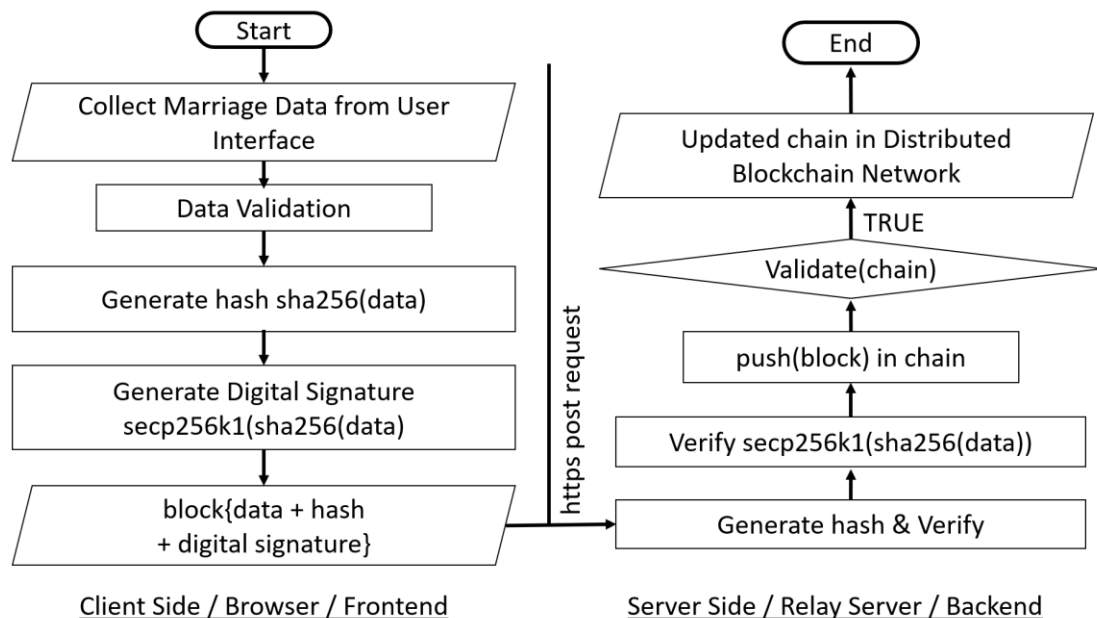 Start
Collect Marriage Data from User
Interface
Data Validation
Generate hash sha256(data)
Generate Digital Signature
secp256k1(sha256(data)
block{data + hash
+ digital signature}
Client Side / Browser / Frontend
https post request
End
Updated chain in Distributed
Blockchain Network
TRUE
Validate(chain)
push(block) in chain
Verify secp256k1(sha256(data))
Generate hash & Verify
Server Side / Relay Server / Backend